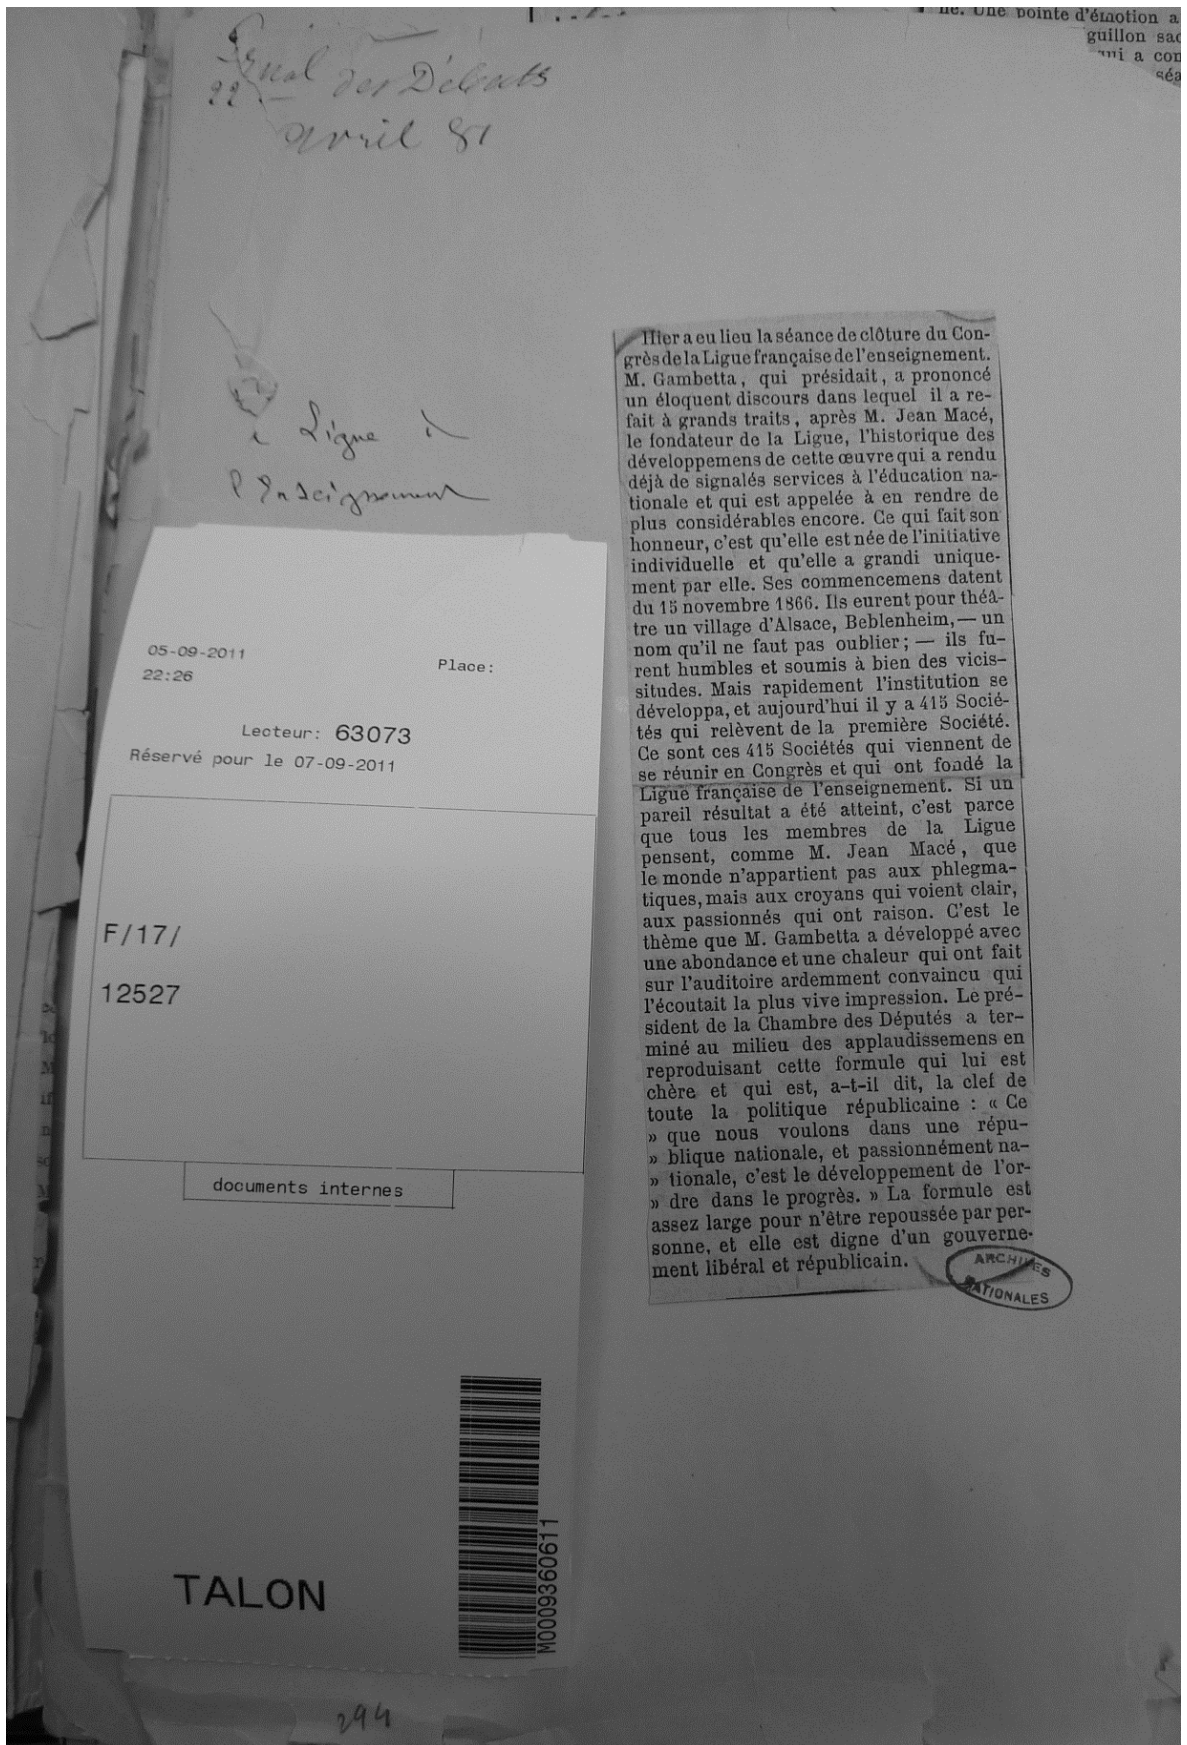 ne. Une pointe d'émotion a
guillon sac
qui a con
séa
Journal des Débats
22
avril 81
Ligue
l'Enseignement
Hier a eu lieu la séance de clôture du Con-
grès de la Ligue française de l'enseignement.
M. Gambetta, qui présidait, a prononcé
un éloquent discours dans lequel il a re-
fait à grands traits, après M. Jean Macé,
le fondateur de la Ligue, l'historique des
développemens de cette œuvre qui a rendu
déjà de signalés services à l'éducation na-
tionale et qui est appelée à en rendre de
plus considérables encore. Ce qui fait son
honneur, c'est qu'elle est née de l'initiative
individuelle et qu'elle a grandi unique-
ment par elle. Ses commencemens datent
du 15 novembre 1866. Ils eurent pour théâ-
tre un village d'Alsace, Beblenheim, — un
nom qu'il ne faut pas oublier; — ils fu-
rent humbles et soumis à bien des vicis-
situdes. Mais rapidement l'institution se
développa, et aujourd'hui il y a 415 Socié-
tés qui relèvent de la première Société.
Ce sont ces 415 Sociétés qui viennent de
se réunir en Congrès et qui ont fondé la
Ligue française de l'enseignement. Si un
pareil résultat a été atteint, c'est parce
que tous les membres de la Ligue
pensent, comme M. Jean Macé, que
le monde n'appartient pas aux phlegma-
tiques, mais aux croyans qui voient clair,
aux passionnés qui ont raison. C'est le
thème que M. Gambetta a développé avec
une abondance et une chaleur qui ont fait
sur l'auditoire ardemment convaincu qui
l'écoutait la plus vive impression. Le pré-
sident de la Chambre des Députés a ter-
miné au milieu des applaudissemens en
reproduisant cette formule qui lui est
chère et qui est, a-t-il dit, la clef de
toute la politique républicaine : « Ce
» que nous voulons dans une répu-
» blique nationale, et passionnément na-
» tionale, c'est le développement de l'or-
» dre dans le progrès. » La formule est
assez large pour n'être repoussée par per-
sonne, et elle est digne d'un gouverne-
ment libéral et républicain.
ARCHIVES
NATIONALES
05-09-2011
22:26
Place:
Lecteur: 63073
Réservé pour le 07-09-2011
F/17/
12527
documents internes
TALON
M0009360611
294